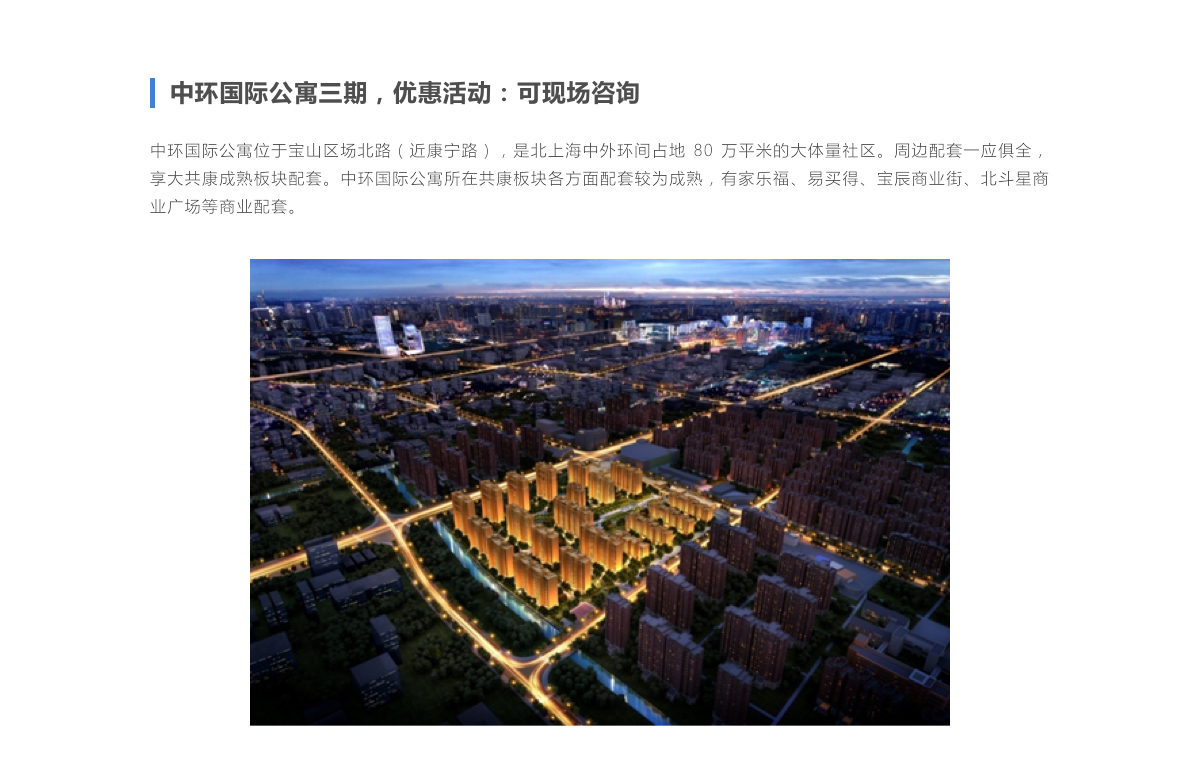 中环国际公寓三期，优惠活动：可现场咨询
中环国际公寓位于宝山区场北路（近康宁路），是北上海中外环间占地 80 万平米的大体量社区。周边配套一应俱全，
享大共康成熟板块配套。中环国际公寓所在共康板块各方面配套较为成熟，有家乐福、易买得、宝辰商业街、北斗星商
业广场等商业配套。